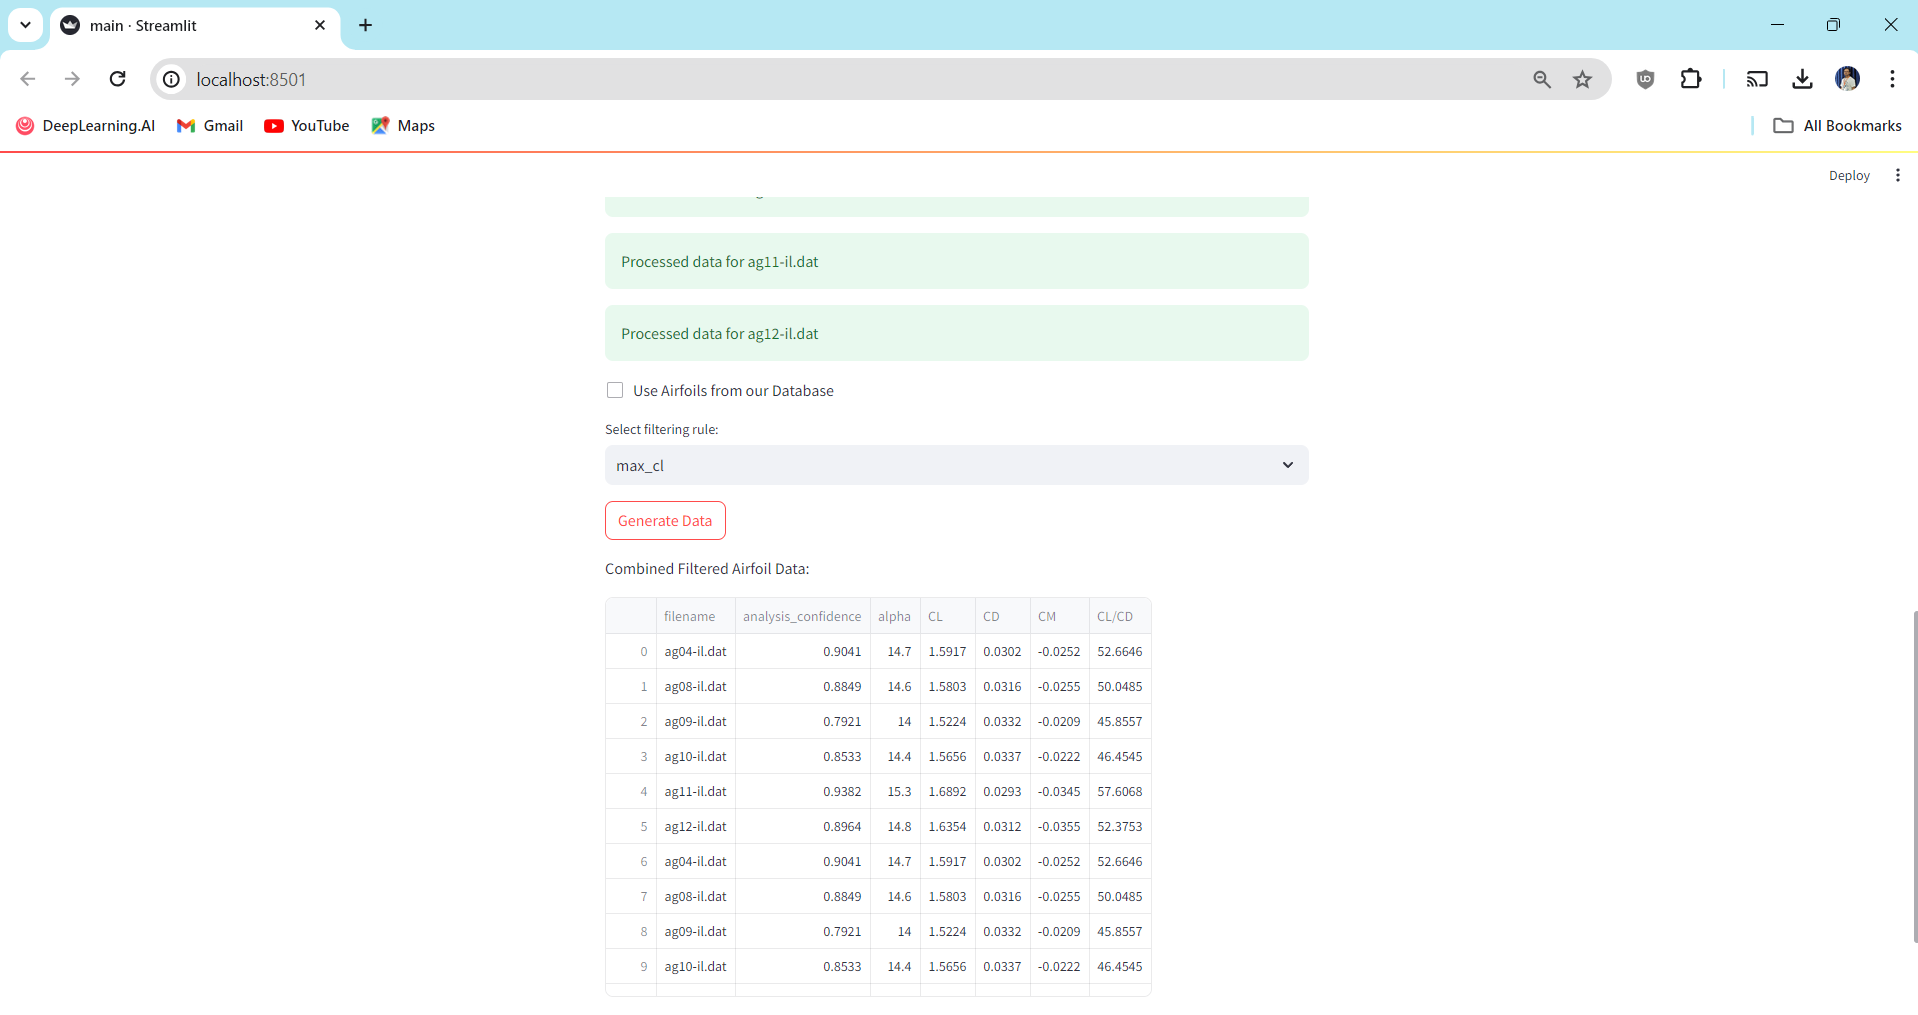 main · Streamlit
localhost:8501
DeepLearning.AI Gmail YouTube Maps All Bookmarks
Deploy
Processed data for ag11-il.dat
Processed data for ag12-il.dat
Use Airfoils from our Database
Select filtering rule:
max_cl
Generate Data
Combined Filtered Airfoil Data:
filename analysis_confidence alpha CL CD CM CL/CD
0 ag04-il.dat 0.9041 14.7 1.5917 0.0302 -0.0252 52.6646
1 ag08-il.dat 0.8849 14.6 1.5803 0.0316 -0.0255 50.0485
2 ag09-il.dat 0.7921 14 1.5224 0.0332 -0.0209 45.8557
3 ag10-il.dat 0.8533 14.4 1.5656 0.0337 -0.0222 46.4545
4 ag11-il.dat 0.9382 15.3 1.6892 0.0293 -0.0345 57.6068
5 ag12-il.dat 0.8964 14.8 1.6354 0.0312 -0.0355 52.3753
6 ag04-il.dat 0.9041 14.7 1.5917 0.0302 -0.0252 52.6646
7 ag08-il.dat 0.8849 14.6 1.5803 0.0316 -0.0255 50.0485
8 ag09-il.dat 0.7921 14 1.5224 0.0332 -0.0209 45.8557
9 ag10-il.dat 0.8533 14.4 1.5656 0.0337 -0.0222 46.4545